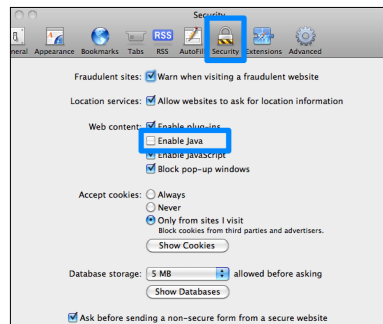 Security
RSS
neral Appearance Bookmarks Tabs RSS AutoFill Security Extensions Advanced
Fraudulent sites: Warn when visiting a fraudulent website
Location services: Allow websites to ask for location information
Web content: Enable plug-ins
Enable Java
Enable JavaScript
Block pop-up windows
Accept cookies: Always
Never
Only from sites I visit
Block cookies from third parties and advertisers.
Show Cookies
Database storage: 5 MB allowed before asking
Show Databases
Ask before sending a non-secure form from a secure website